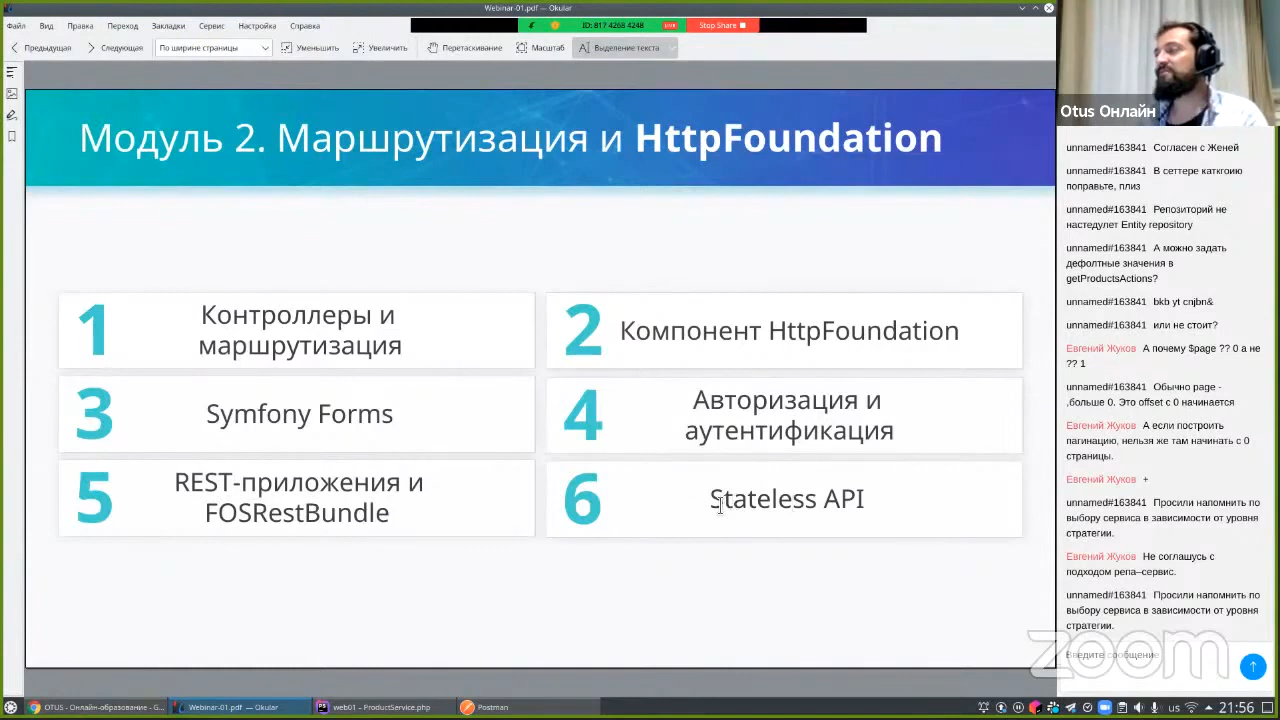 Webinar-01.pdf — Okular
Файл Вид Правка Переход Закладки Сервис Настройка Справка
ID: 817 4268 4248 LIVE Stop Share
Предыдущая Следующая По ширине страницы Уменьшить Увеличить Перетаскивание Масштаб Выделение текста
Модуль 2. Маршрутизация и HttpFoundation
1 Контроллеры и
маршрутизация
2 Компонент HttpFoundation
3 Symfony Forms
4 Авторизация и
аутентификация
5 REST-приложения и
FOSRestBundle
6 Stateless API
Otus Онлайн
unnamed#163841 Согласен с Женей
unnamed#163841 В сеттере каткгоию
поправьте, плиз
unnamed#163841 Репозиторий не
настедулет Entity repository
unnamed#163841 А можно задать
дефолтные значения в
getProductsActions?
unnamed#163841 bkb yt cnjbn&
unnamed#163841 или не стоит?
Евгений Жуков А почему $page ?? 0 а не
?? 1
unnamed#163841 Обычно page -
,больше 0. Это offset с 0 начинается
Евгений Жуков А если построить
пагинацию, нельзя же там начинать с 0
страницы.
Евгений Жуков +
unnamed#163841 Просили напомнить по
выбору сервиса в зависимости от уровня
стратегии.
Евгений Жуков Не соглашусь с
подходом репа–сервис.
unnamed#163841 Просили напомнить по
выбору сервиса в зависимости от уровня
стратегии.
Введите сообщение
zoom
OTUS - Онлайн-образование - G... Webinar-01.pdf — Okular web01 – ProductService.php Postman
us 21:56